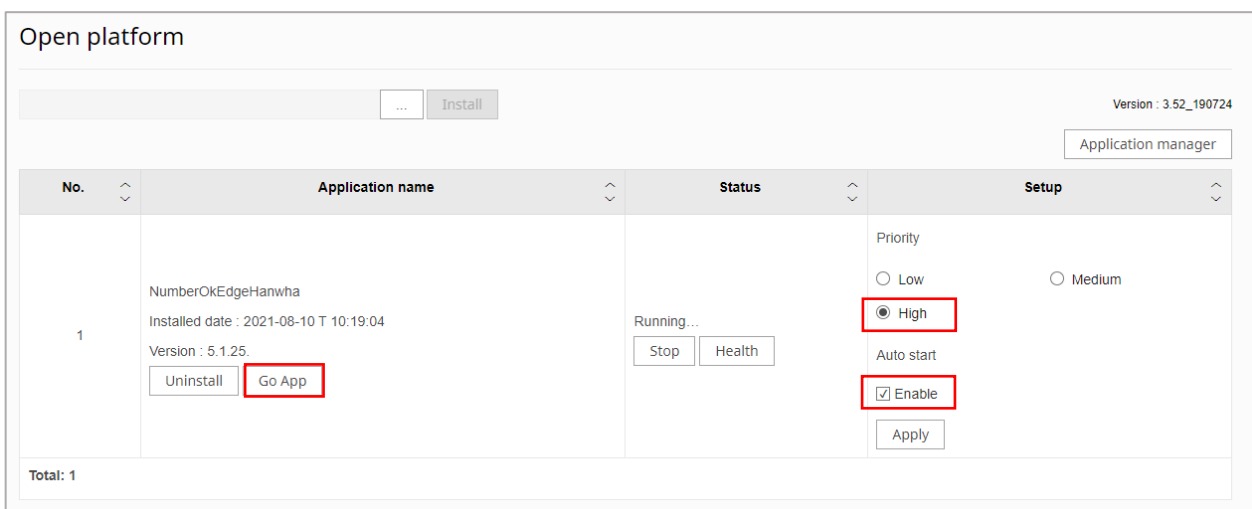 Open platform
... Install
Version : 3.52_190724
Application manager
No. Application name Status Setup
Priority
Low Medium
High
NumberOkEdgeHanwha
Installed date : 2021-08-10 T 10:19:04
Version : 5.1.25.
Uninstall Go App
1
Running...
Stop Health
Auto start
Enable
Apply
Total: 1